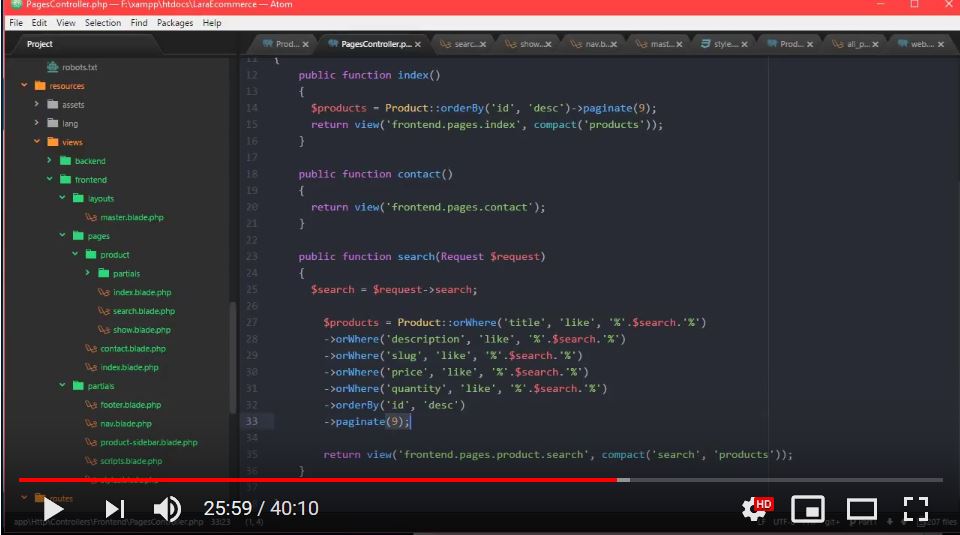 PagesController.php — F:\xampp\htdocs\LaraEcommerce — Atom
File Edit View Selection Find Packages Help
Project
Prod... PagesController.p... searc... show... nav.b... mast... style.... Prod... all_p... web....
robots.txt
resources
assets
lang
views
backend
frontend
layouts
master.blade.php
pages
product
partials
index.blade.php
search.blade.php
show.blade.php
contact.blade.php
index.blade.php
partials
footer.blade.php
nav.blade.php
product-sidebar.blade.php
scripts.blade.php
routes
11 {
12 public function index()
13 {
14 $products = Product::orderBy('id', 'desc')->paginate(9);
15 return view('frontend.pages.index', compact('products'));
16 }
17
18 public function contact()
19 {
20 return view('frontend.pages.contact');
21 }
22
23 public function search(Request $request)
24 {
25 $search = $request->search;
26
27 $products = Product::orWhere('title', 'like', '%'.$search.'%')
28 ->orWhere('description', 'like', '%'.$search.'%')
29 ->orWhere('slug', 'like', '%'.$search.'%')
30 ->orWhere('price', 'like', '%'.$search.'%')
31 ->orWhere('quantity', 'like', '%'.$search.'%')
32 ->orderBy('id', 'desc')
33 ->paginate(9);
34
35 return view('frontend.pages.product.search', compact('search', 'products'));
36 }
37
25:59 / 40:10
HD
app\Http\Controllers\Frontend\PagesController.php 33:23 (1, 4)
LF
207 files